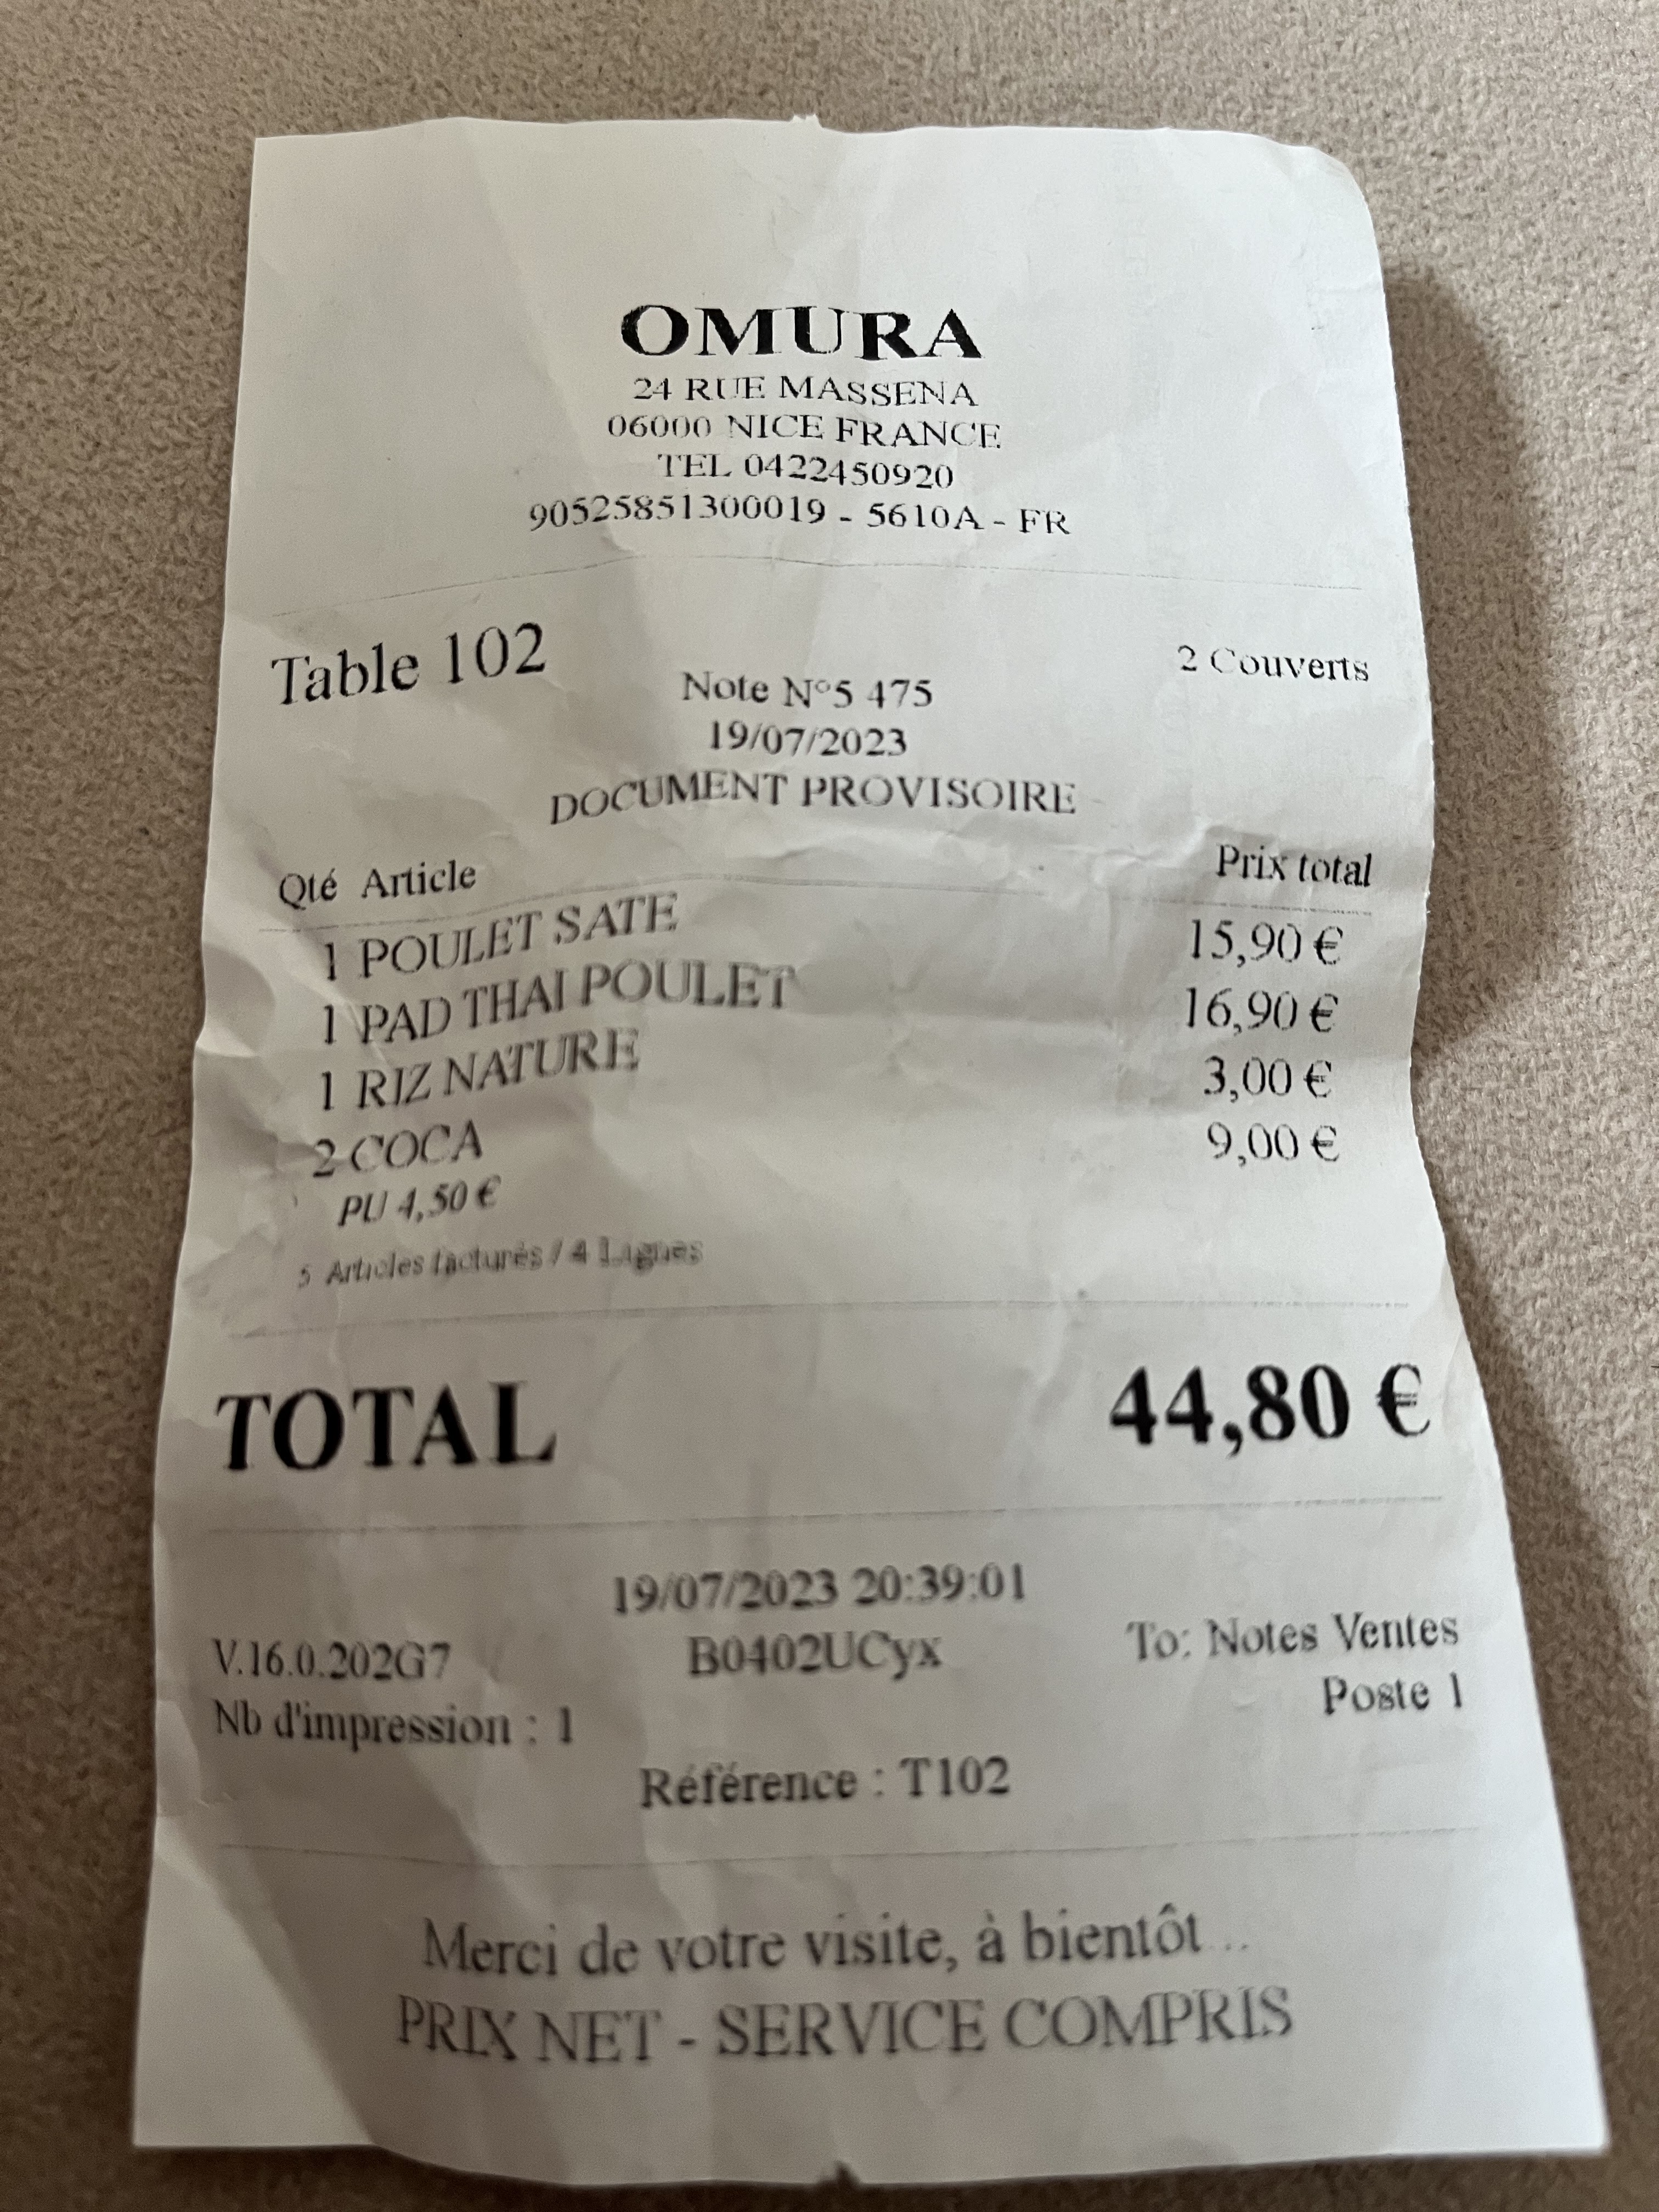 OMURA
24 RUE MASSENA
06000 NICE FRANCE
TEL 0422450920
90525851300019 - 5610A - FR
Table 102
2 Couverts
Note N°5 475
19/07/2023
DOCUMENT PROVISOIRE
Qté Article Prix total
1 POULET SATE 15,90 €
1 PAD THAI POULET 16,90 €
1 RIZ NATURE 3,00 €
2 COCA 9,00 €
PU 4,50 €
5 Articles facturés / 4 Lignes
TOTAL 44,80 €
19/07/2023 20:39:01
V.16.0.202G7 B0402UCyx To: Notes Ventes
Nb d'impression : 1 Poste 1
Référence : T102
Merci de votre visite, à bientôt...
PRIX NET - SERVICE COMPRIS